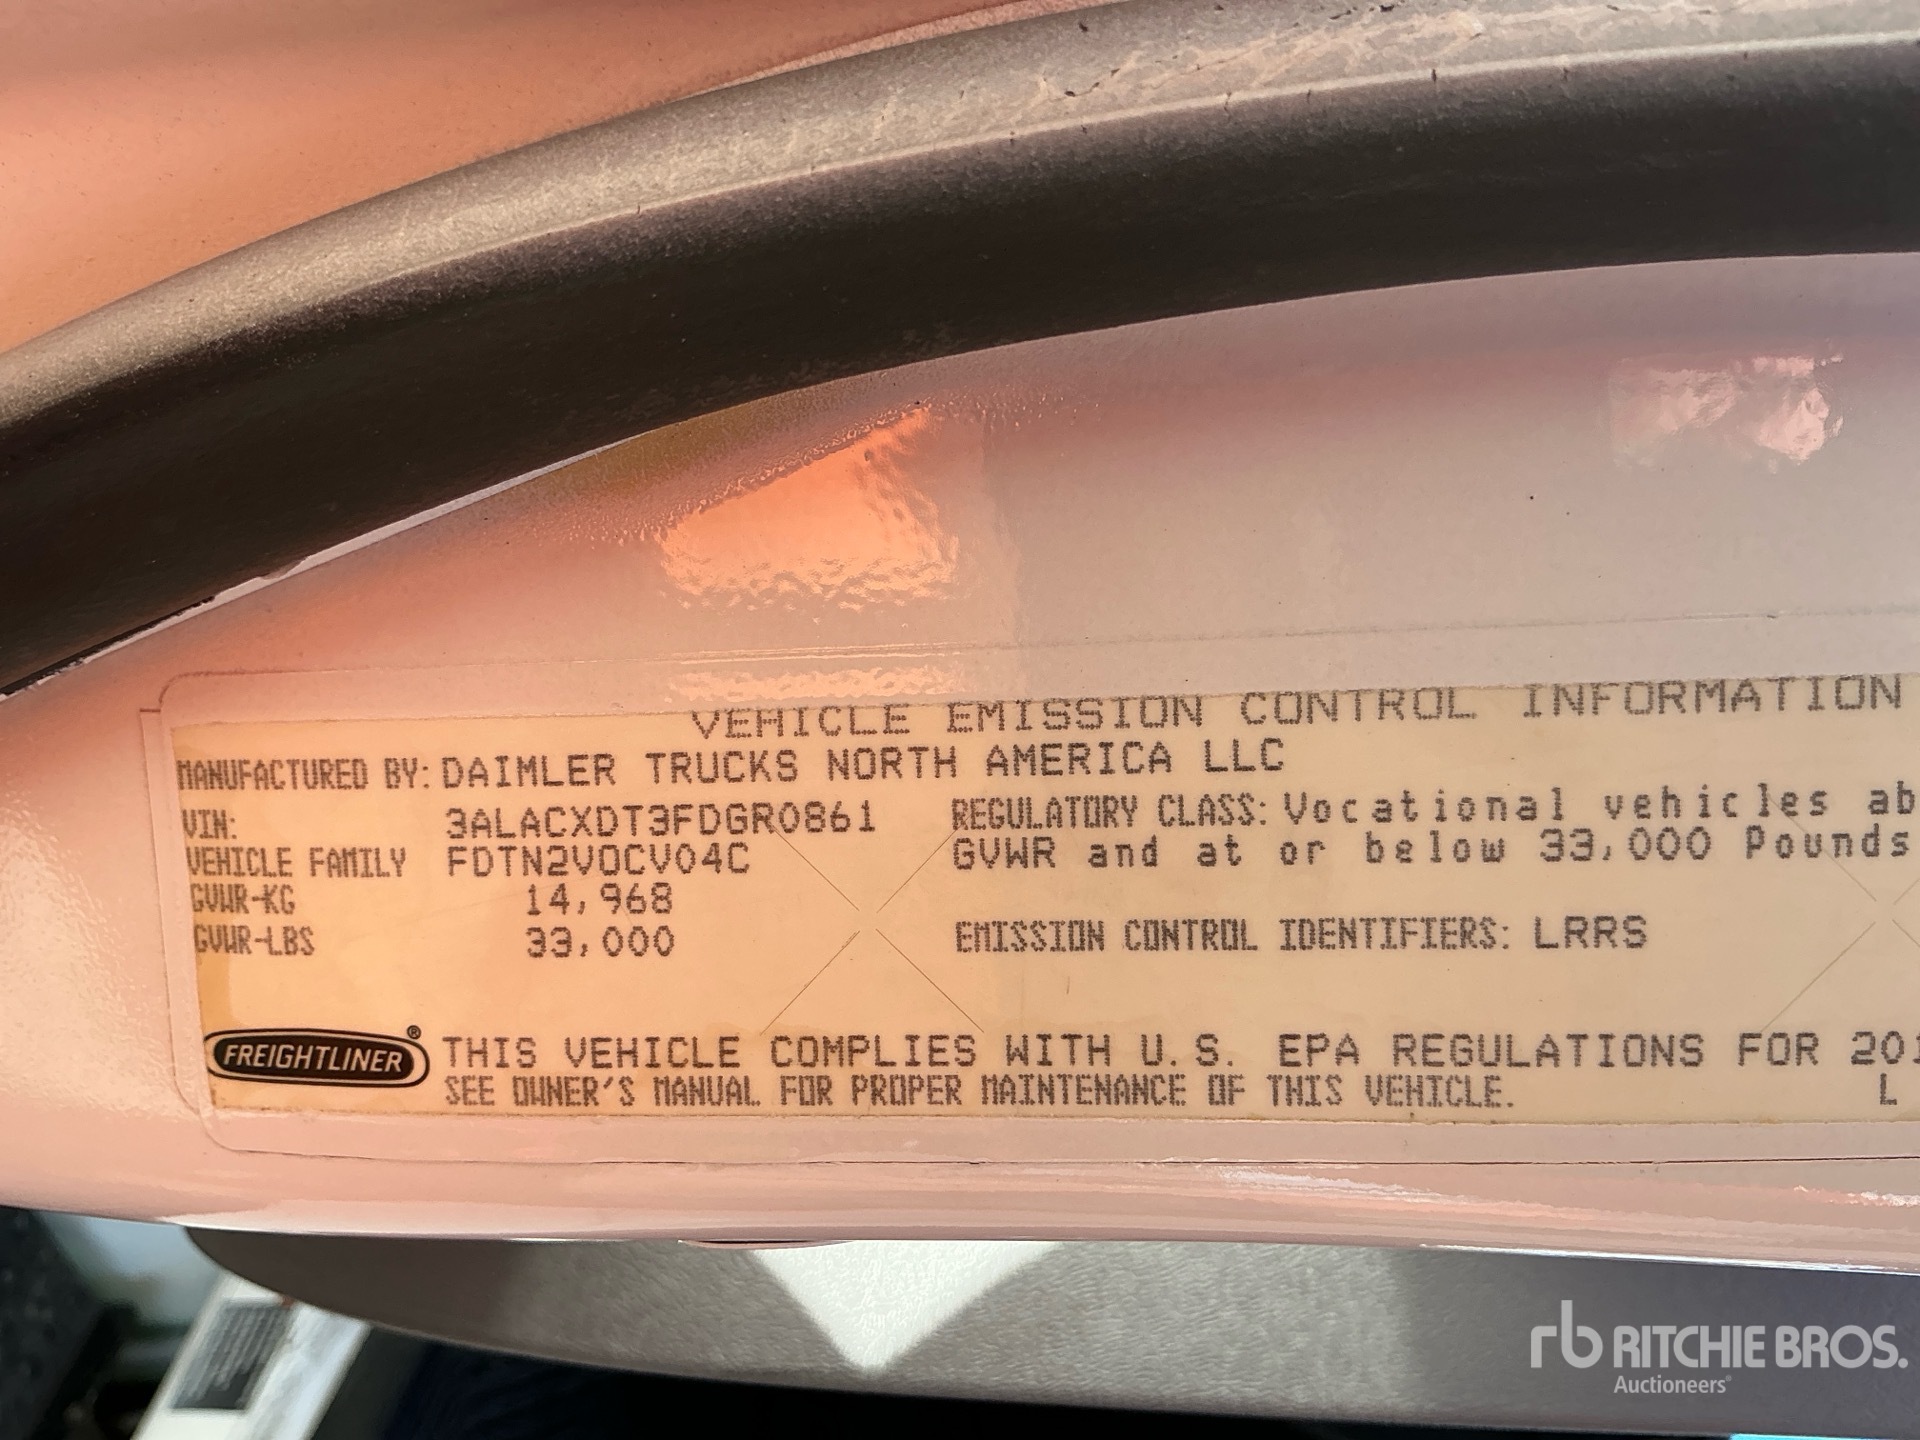 VEHICLE EMISSION CONTROL INFORMATION
MANUFACTURED BY: DAIMLER TRUCKS NORTH AMERICA LLC
VIN: 3ALACXDT3FDGR0861
REGULATORY CLASS: Vocational vehicles ab
VEHICLE FAMILY FDTN2VOCV04C
GVWR and at or below 33,000 Pounds
GVWR-KG 14,968
GVWR-LBS 33,000
EMISSION CONTROL IDENTIFIERS: LRRS
FREIGHTLINER®
THIS VEHICLE COMPLIES WITH U.S. EPA REGULATIONS FOR 201
SEE OWNER'S MANUAL FOR PROPER MAINTENANCE OF THIS VEHICLE. L
rb RITCHIE BROS.
Auctioneers